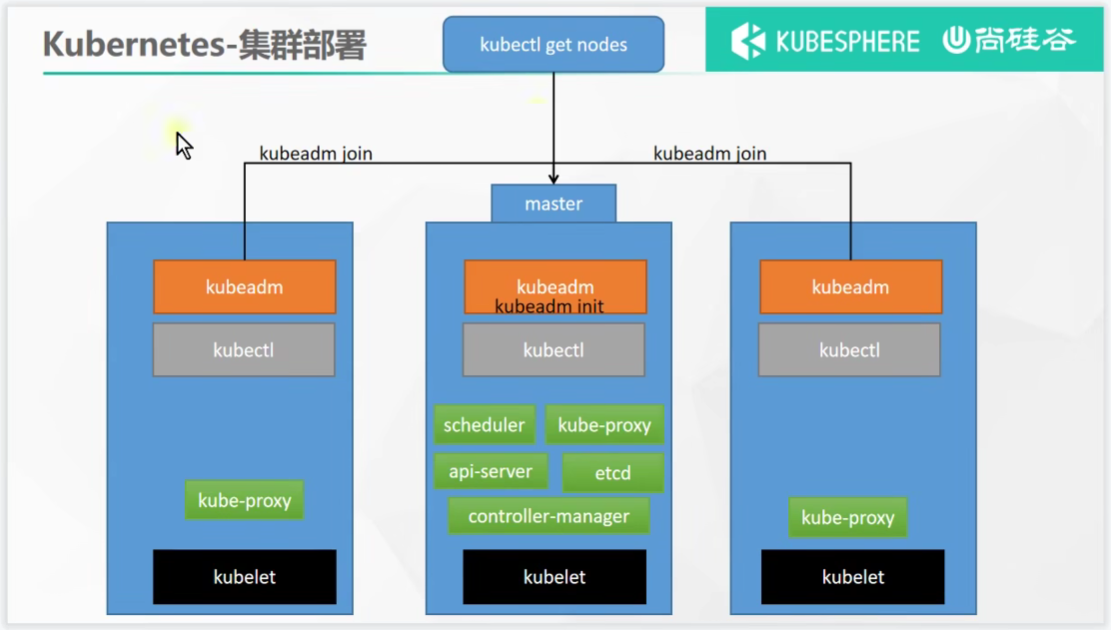 Kubernetes-集群部署
kubectl get nodes
KUBESPHERE
尚硅谷
kubeadm join
kubeadm join
master
kubeadm
kubeadm
kubeadm init
kubeadm
kubectl
kubectl
kubectl
scheduler
kube-proxy
api-server
etcd
kube-proxy
controller-manager
kube-proxy
kubelet
kubelet
kubelet